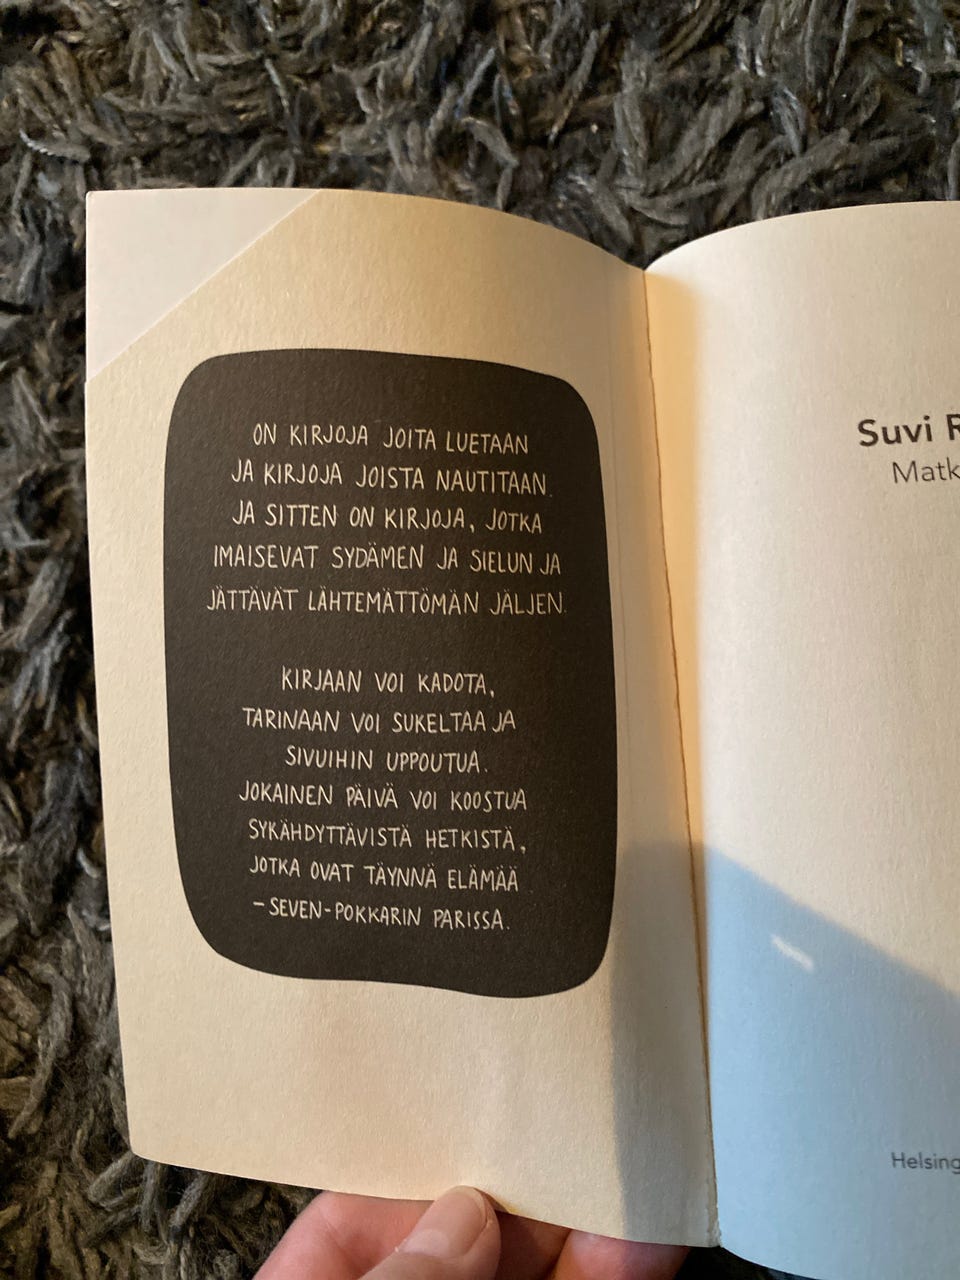 ON KIRJOJA JOITA LUETAAN
JA KIRJOJA JOISTA NAUTITAAN.
JA SITTEN ON KIRJOJA, JOTKA
IMAISEVAT SYDÄMEN JA SIELUN JA
JÄTTÄVÄT LÄHTEMÄTTÖMÄN JÄLJEN.
KIRJAAN VOI KADOTA,
TARINAAN VOI SUKELTAA JA
SIVUIHIN UPPOUTUA.
JOKAINEN PÄIVÄ VOI KOOSTUA
SYKÄHDYTTÄVISTÄ HETKISTÄ,
JOTKA OVAT TÄYNNÄ ELÄMÄÄ
– SEVEN-POKKARIN PARISSA.
Suvi